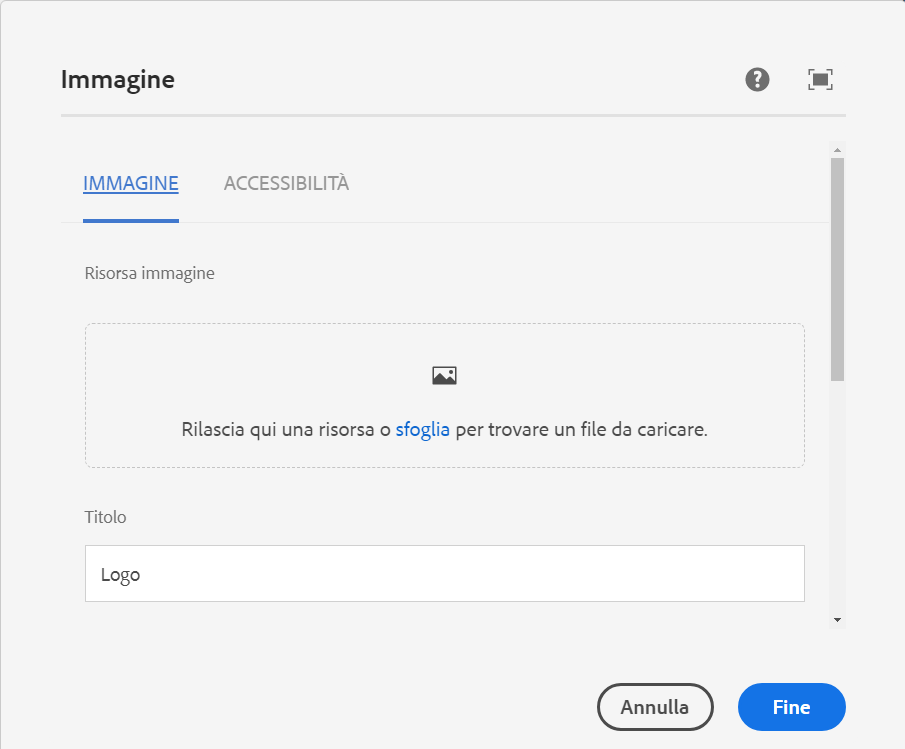 Immagine
IMMAGINE ACCESSIBILITÀ
Risorsa immagine
Rilascia qui una risorsa o sfoglia per trovare un file da caricare.
Titolo
Logo
Annulla Fine